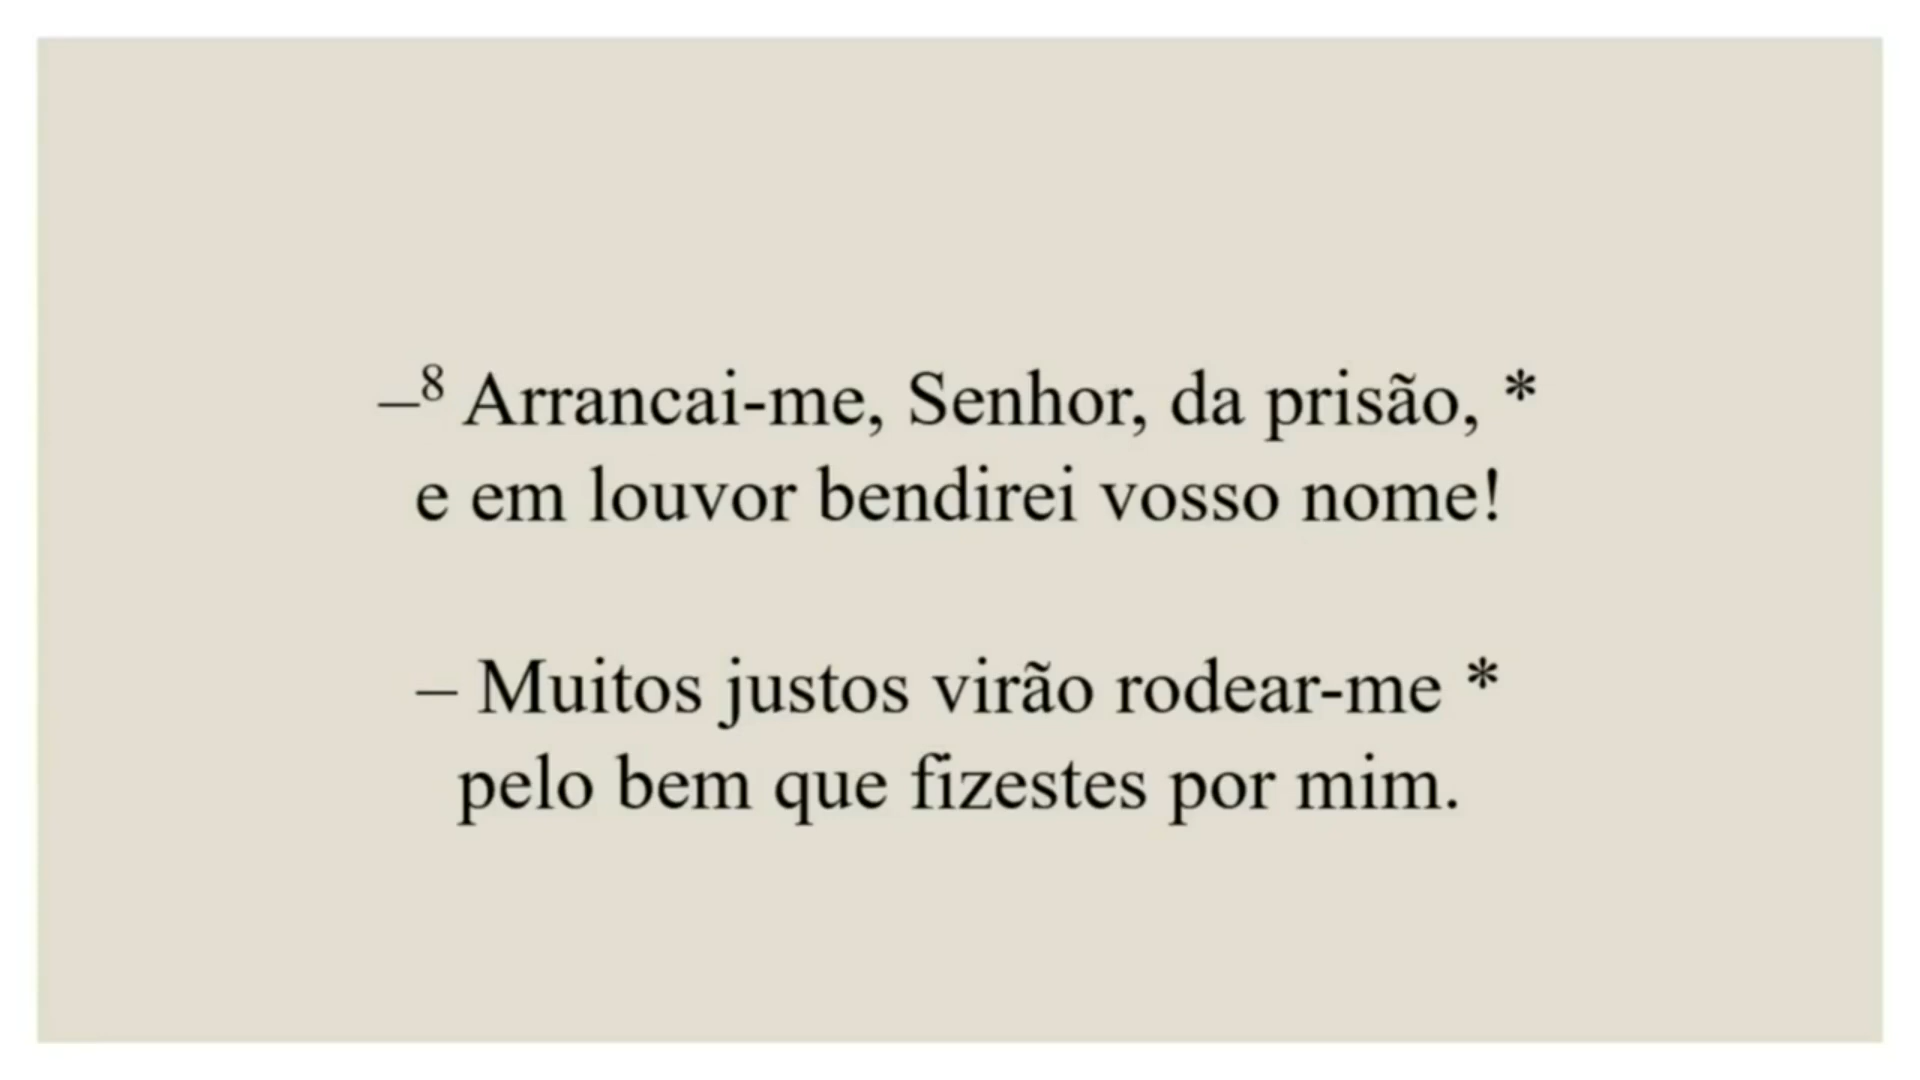 –⁸ Arrancai-me, Senhor, da prisão, *
e em louvor bendirei vosso nome!
– Muitos justos virão rodear-me *
pelo bem que fizestes por mim.